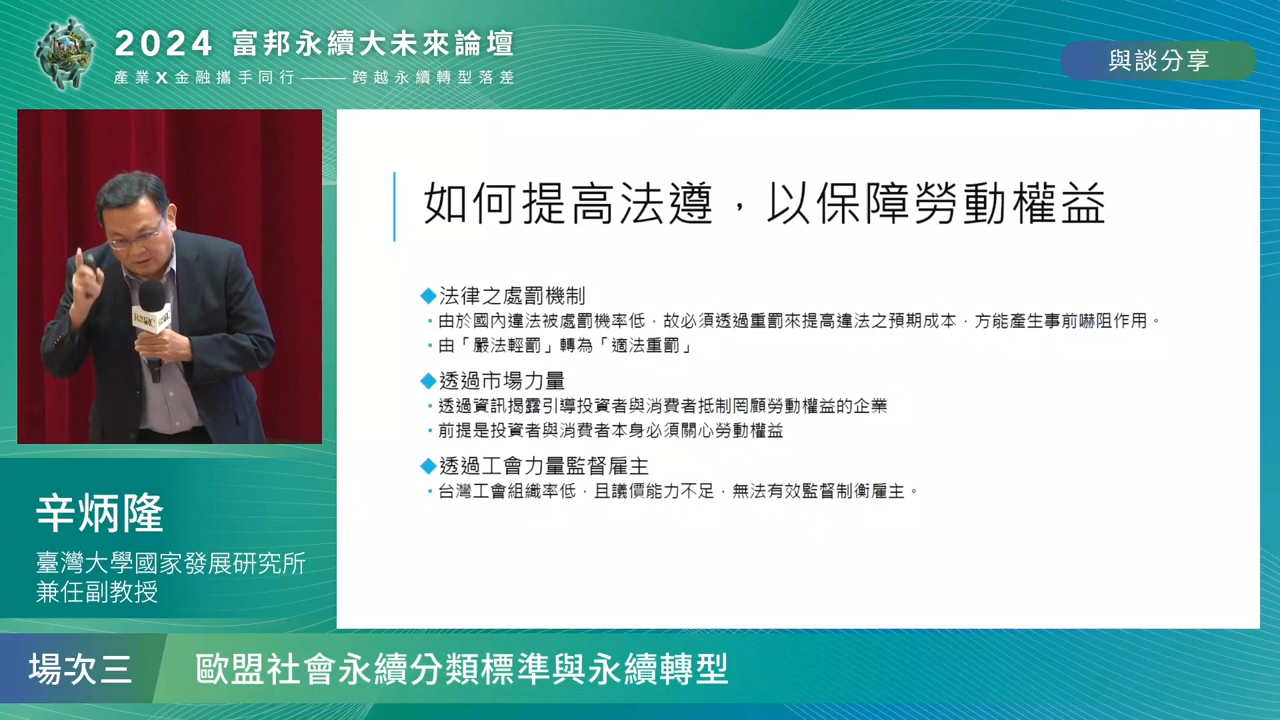 2024 富邦永續大未來論壇
產業X金融攜手同行——跨越永續轉型落差
與談分享
如何提高法遵，以保障勞動權益
◆法律之處罰機制
▪由於國內違法被處罰機率低，故必須透過重罰來提高違法之預期成本，方能產生事前嚇阻作用。
▪由「嚴法輕罰」轉為「適法重罰」
◆透過市場力量
▪透過資訊揭露引導投資者與消費者抵制罔顧勞動權益的企業
▪前提是投資者與消費者本身必須關心勞動權益
◆透過工會力量監督雇主
▪台灣工會組織率低，且議價能力不足，無法有效監督制衡雇主。
辛炳隆
臺灣大學國家發展研究所
兼任副教授
場次三
歐盟社會永續分類標準與永續轉型